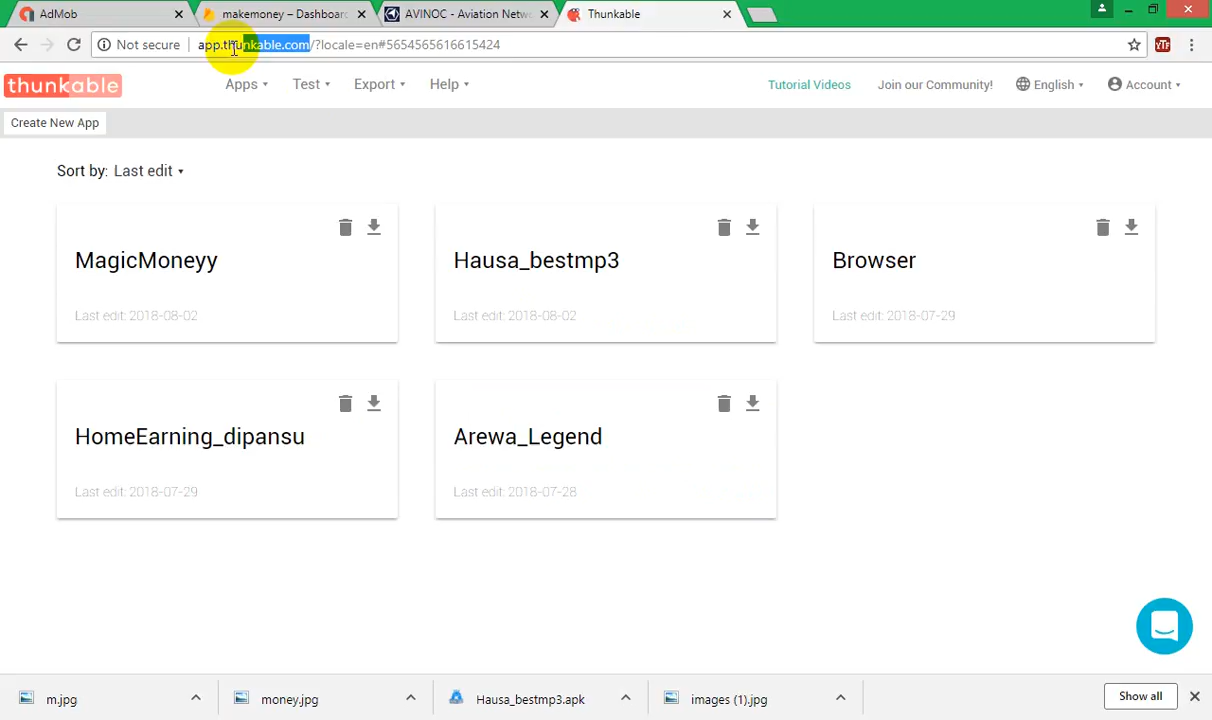 AdMob
makemoney – Dashboard
AVINOC - Aviation Netw
Thunkable
Not secure
app.thunkable.com/?locale=en#5654565616615424
YTF
thunkable
Apps
Test
Export
Help
Tutorial Videos
Join our Community!
English
Account
Create New App
Sort by: Last edit
MagicMoneyy
Last edit: 2018-08-02
Hausa_bestmp3
Last edit: 2018-08-02
Browser
Last edit: 2018-07-29
HomeEarning_dipansu
Last edit: 2018-07-29
Arewa_Legend
Last edit: 2018-07-28
m.jpg
money.jpg
Hausa_bestmp3.apk
images (1).jpg
Show all